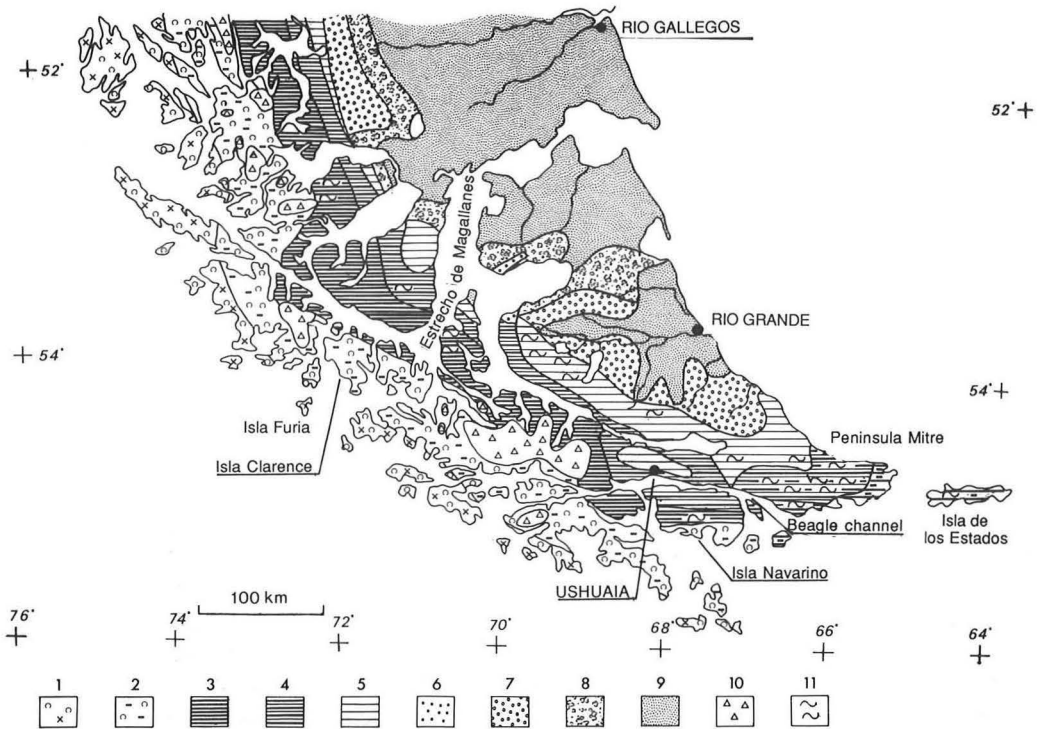 RIO GALLEGOS
52°
52°
Estrecho de Magallanes
RIO GRANDE
54°
54°
Isla Furia
Peninsula Mitre
Isla Clarence
Beagle channel
Isla de
los Estados
Isla Navarino
USHUAIA
100 km
76°
74°
72°
70°
68°
66°
64°
1 2 3 4 5 6 7 8 9 10 11